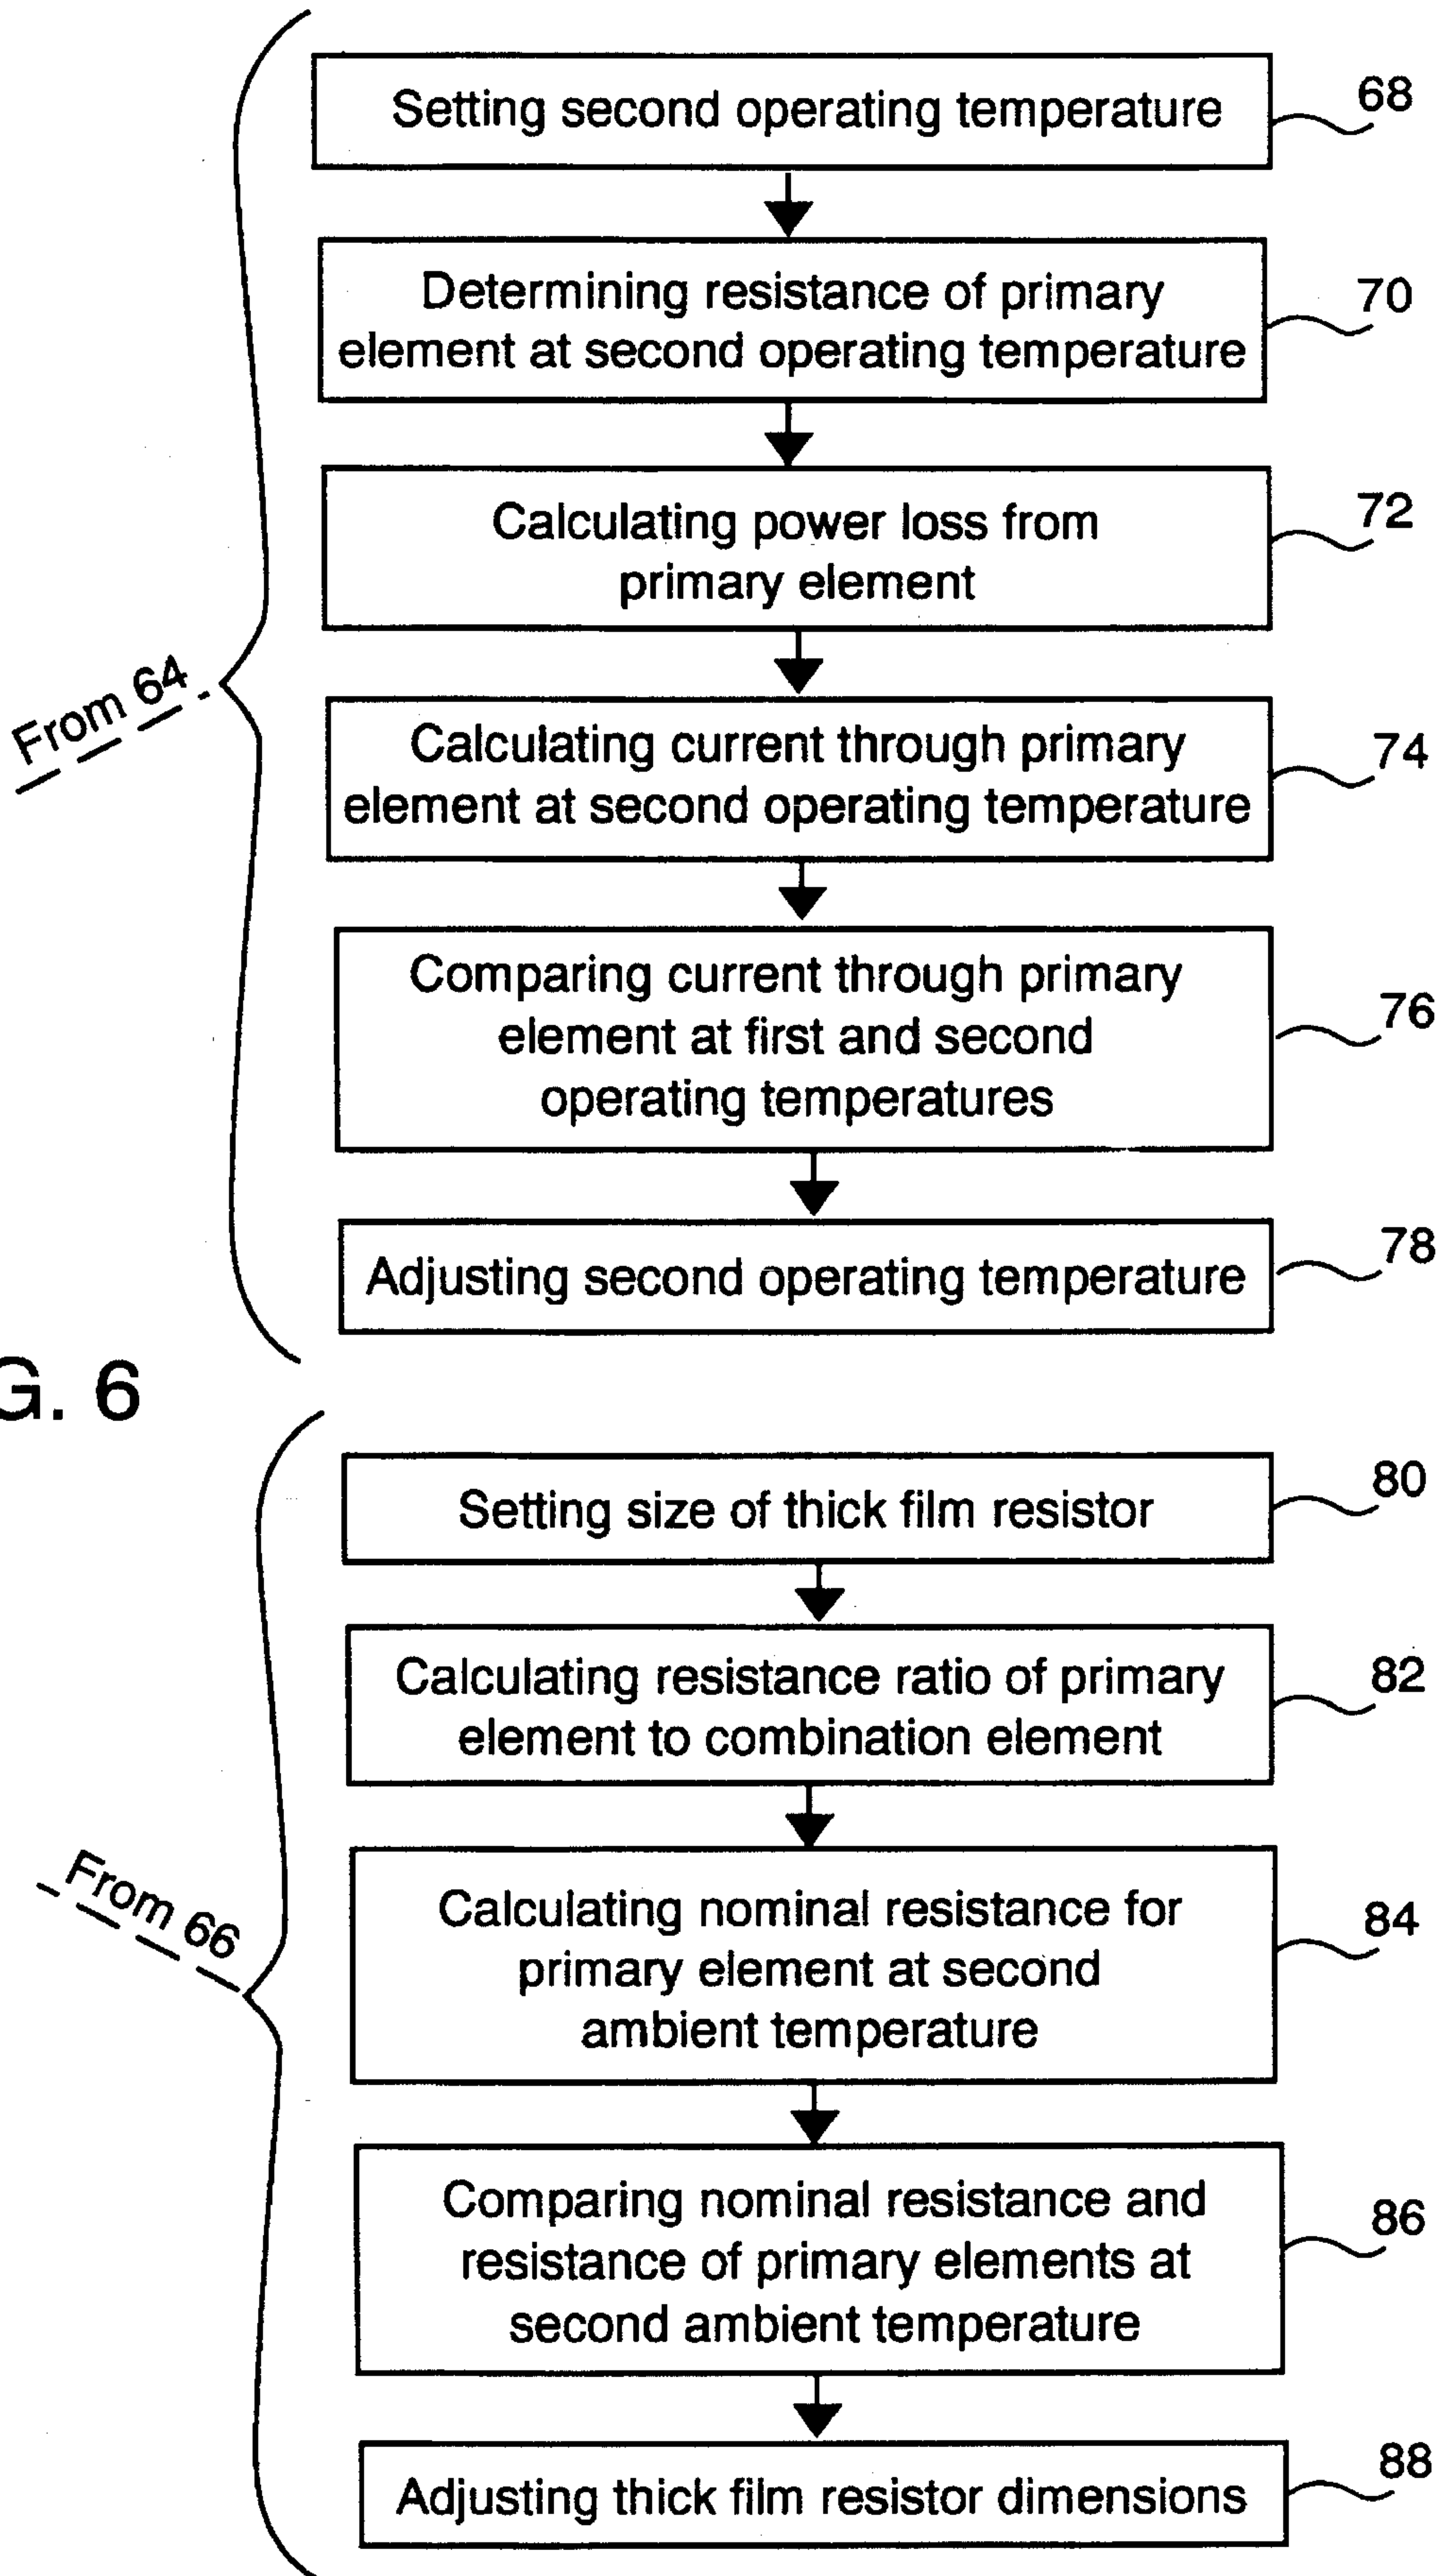 Setting second operating temperature
68
Determining resistance of primary
element at second operating temperature
70
Calculating power loss from
primary element
72
From 64
Calculating current through primary
element at second operating temperature
74
Comparing current through primary
element at first and second
operating temperatures
76
Adjusting second operating temperature
78
G. 6
Setting size of thick film resistor
80
Calculating resistance ratio of primary
element to combination element
82
From 66
Calculating nominal resistance for
primary element at second
ambient temperature
84
Comparing nominal resistance and
resistance of primary elements at
second ambient temperature
86
Adjusting thick film resistor dimensions
88